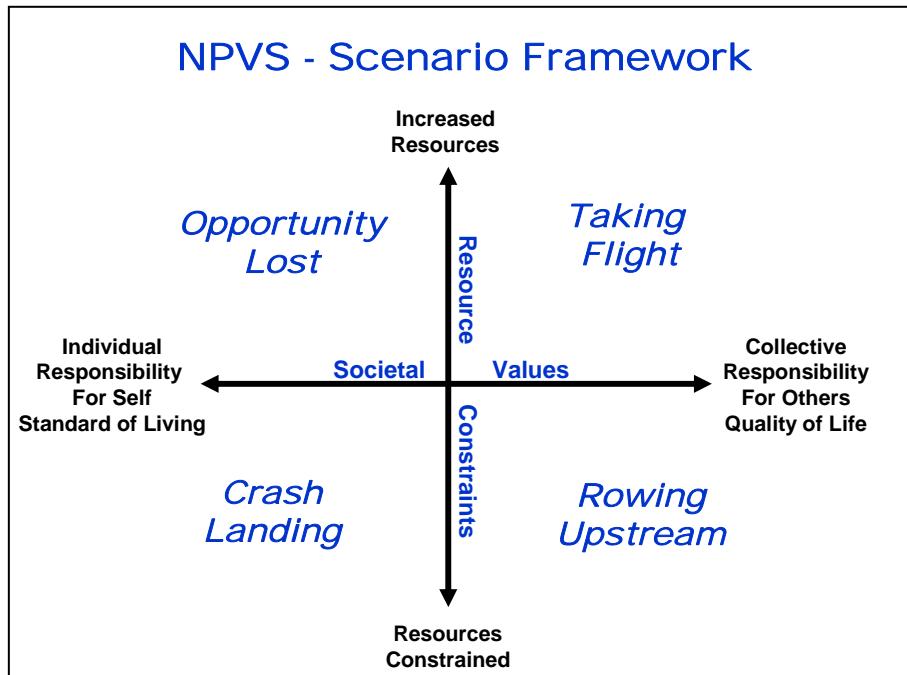 NPVS - Scenario Framework
Increased
Resources
Opportunity
Lost
Taking
Flight
Resource
Individual
Responsibility
For Self
Standard of Living
Societal Values
Collective
Responsibility
For Others
Quality of Life
Constraints
Crash
Landing
Rowing
Upstream
Resources
Constrained